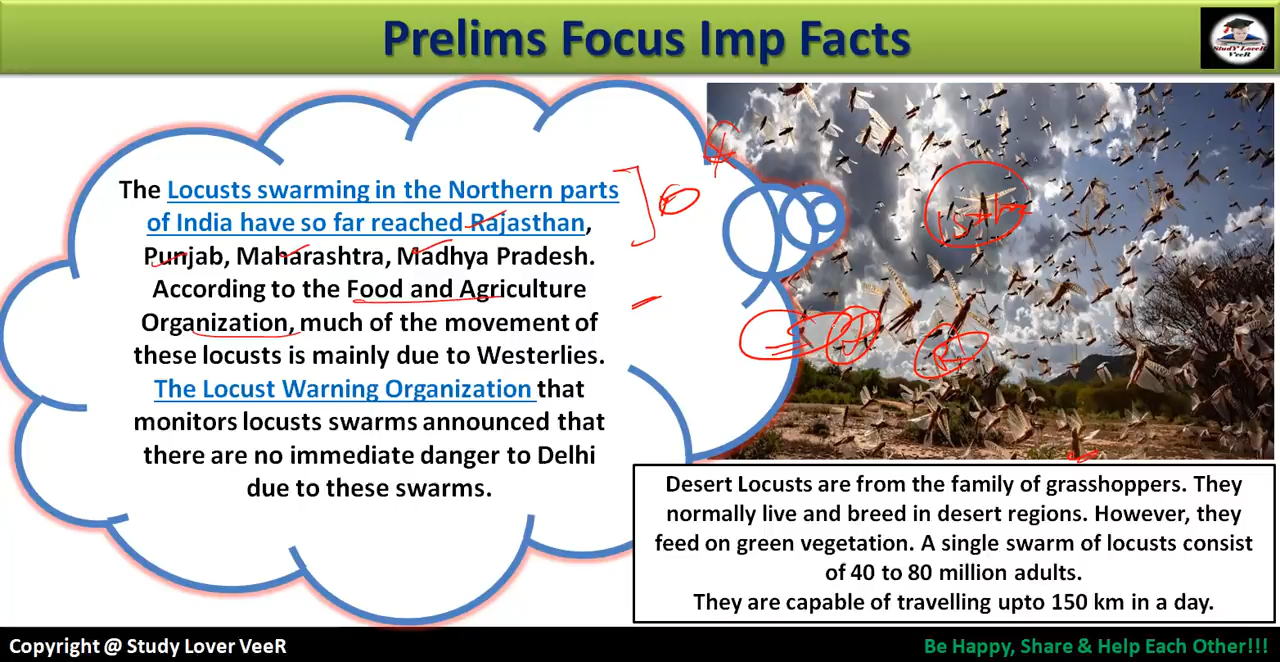 Prelims Focus Imp Facts
StudY LoveR
VeeR
The Locusts swarming in the Northern parts
of India have so far reached Rajasthan,
Punjab, Maharashtra, Madhya Pradesh.
According to the Food and Agriculture
Organization, much of the movement of
these locusts is mainly due to Westerlies.
The Locust Warning Organization that
monitors locusts swarms announced that
there are no immediate danger to Delhi
due to these swarms.
Desert Locusts are from the family of grasshoppers. They
normally live and breed in desert regions. However, they
feed on green vegetation. A single swarm of locusts consist
of 40 to 80 million adults.
They are capable of travelling upto 150 km in a day.
Copyright @ Study Lover VeeR
Be Happy, Share & Help Each Other!!!